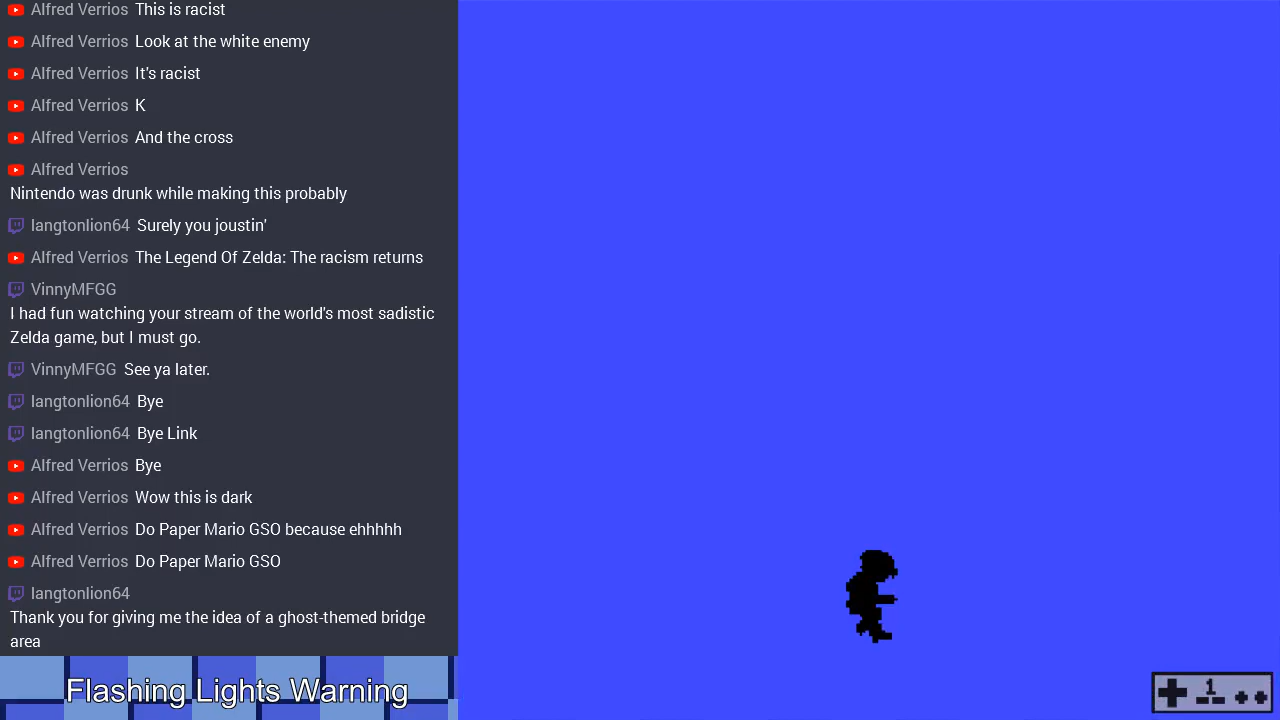 Alfred Verrios This is racist
Alfred Verrios Look at the white enemy
Alfred Verrios It's racist
Alfred Verrios K
Alfred Verrios And the cross
Alfred Verrios
Nintendo was drunk while making this probably
langtonlion64 Surely you joustin'
Alfred Verrios The Legend Of Zelda: The racism returns
VinnyMFGG
I had fun watching your stream of the world's most sadistic
Zelda game, but I must go.
VinnyMFGG See ya later.
langtonlion64 Bye
langtonlion64 Bye Link
Alfred Verrios Bye
Alfred Verrios Wow this is dark
Alfred Verrios Do Paper Mario GSO because ehhhhh
Alfred Verrios Do Paper Mario GSO
langtonlion64
Thank you for giving me the idea of a ghost-themed bridge
area
Flashing Lights Warning
1